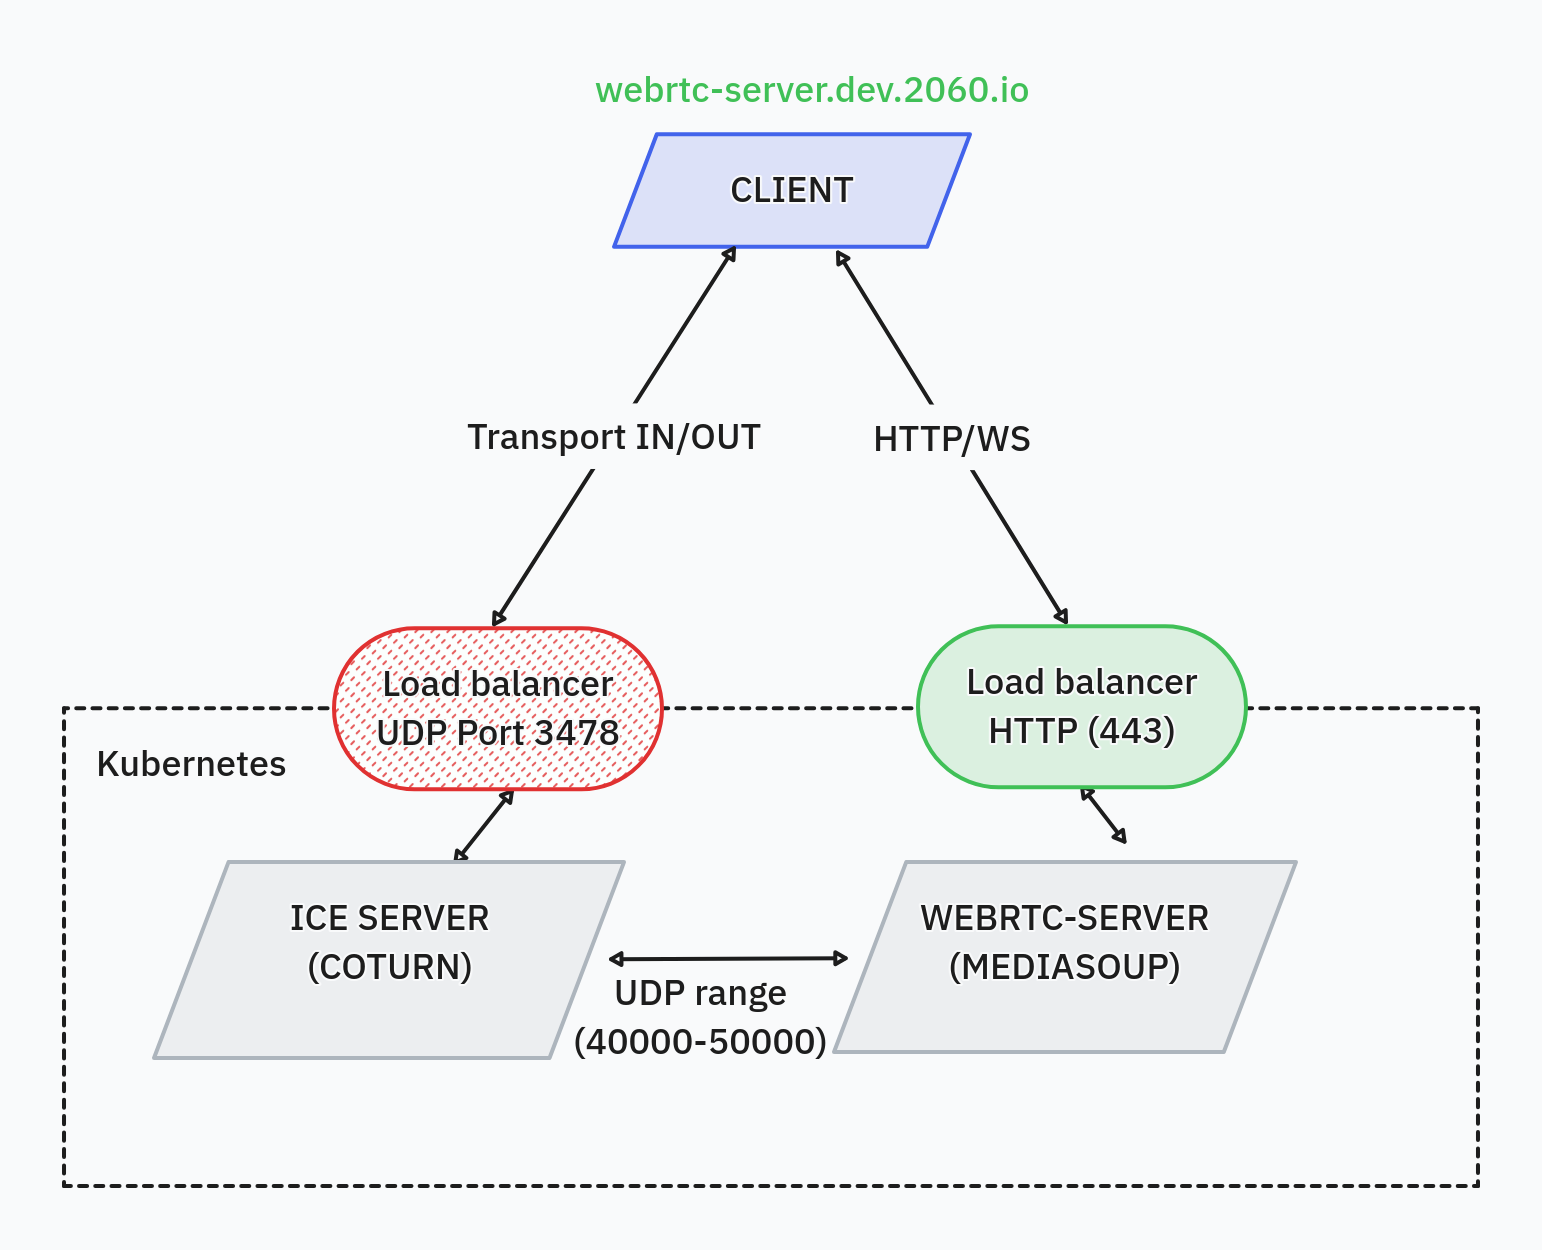 webrtc-server.dev.2060.io
CLIENT
Transport IN/OUT
HTTP/WS
Load balancer
UDP Port 3478
Load balancer
HTTP (443)
Kubernetes
ICE SERVER
(COTURN)
WEBRTC-SERVER
(MEDIASOUP)
UDP range
(40000-50000)